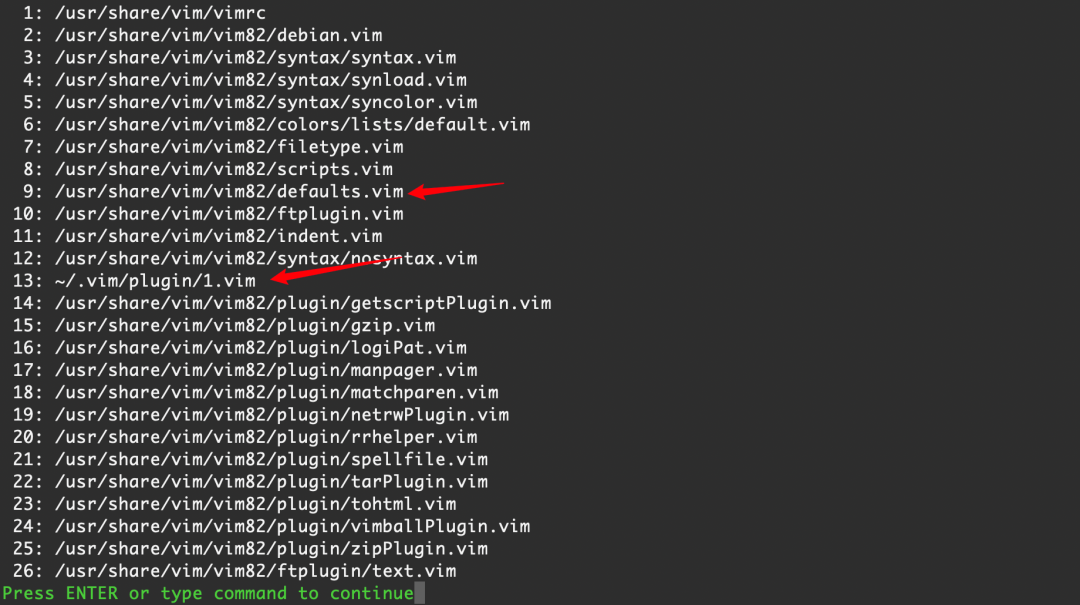 1: /usr/share/vim/vimrc
2: /usr/share/vim/vim82/debian.vim
3: /usr/share/vim/vim82/syntax/syntax.vim
4: /usr/share/vim/vim82/syntax/synload.vim
5: /usr/share/vim/vim82/syntax/syncolor.vim
6: /usr/share/vim/vim82/colors/lists/default.vim
7: /usr/share/vim/vim82/filetype.vim
8: /usr/share/vim/vim82/scripts.vim
9: /usr/share/vim/vim82/defaults.vim
10: /usr/share/vim/vim82/ftplugin.vim
11: /usr/share/vim/vim82/indent.vim
12: /usr/share/vim/vim82/syntax/nosyntax.vim
13: ~/.vim/plugin/1.vim
14: /usr/share/vim/vim82/plugin/getscriptPlugin.vim
15: /usr/share/vim/vim82/plugin/gzip.vim
16: /usr/share/vim/vim82/plugin/logiPat.vim
17: /usr/share/vim/vim82/plugin/manpager.vim
18: /usr/share/vim/vim82/plugin/matchparen.vim
19: /usr/share/vim/vim82/plugin/netrwPlugin.vim
20: /usr/share/vim/vim82/plugin/rrhelper.vim
21: /usr/share/vim/vim82/plugin/spellfile.vim
22: /usr/share/vim/vim82/plugin/tarPlugin.vim
23: /usr/share/vim/vim82/plugin/tohtml.vim
24: /usr/share/vim/vim82/plugin/vimballPlugin.vim
25: /usr/share/vim/vim82/plugin/zipPlugin.vim
26: /usr/share/vim/vim82/ftplugin/text.vim
Press ENTER or type command to continue